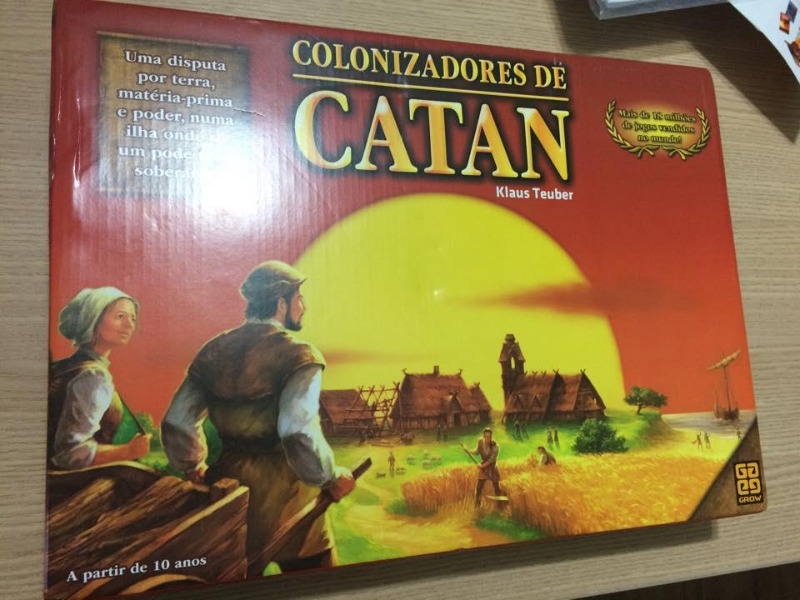 Uma disputa
por terra,
matéria-prima
e poder, numa
ilha
um
COLONIZADORES DE
CATAN
Klaus Teuber
Mais de 18 milhões
de jogos vendidos
no mundo!
A partir de 10 anos
GROW